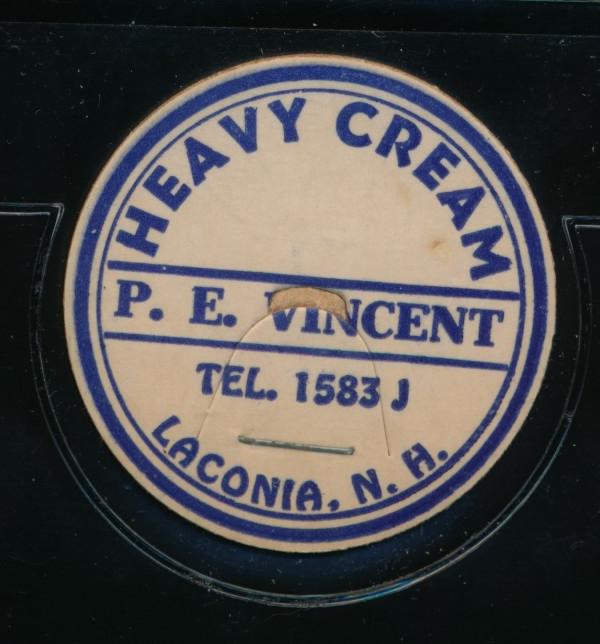 HEAVY CREAM
P. E. VINCENT
TEL. 1583 J
LACONIA, N. H.